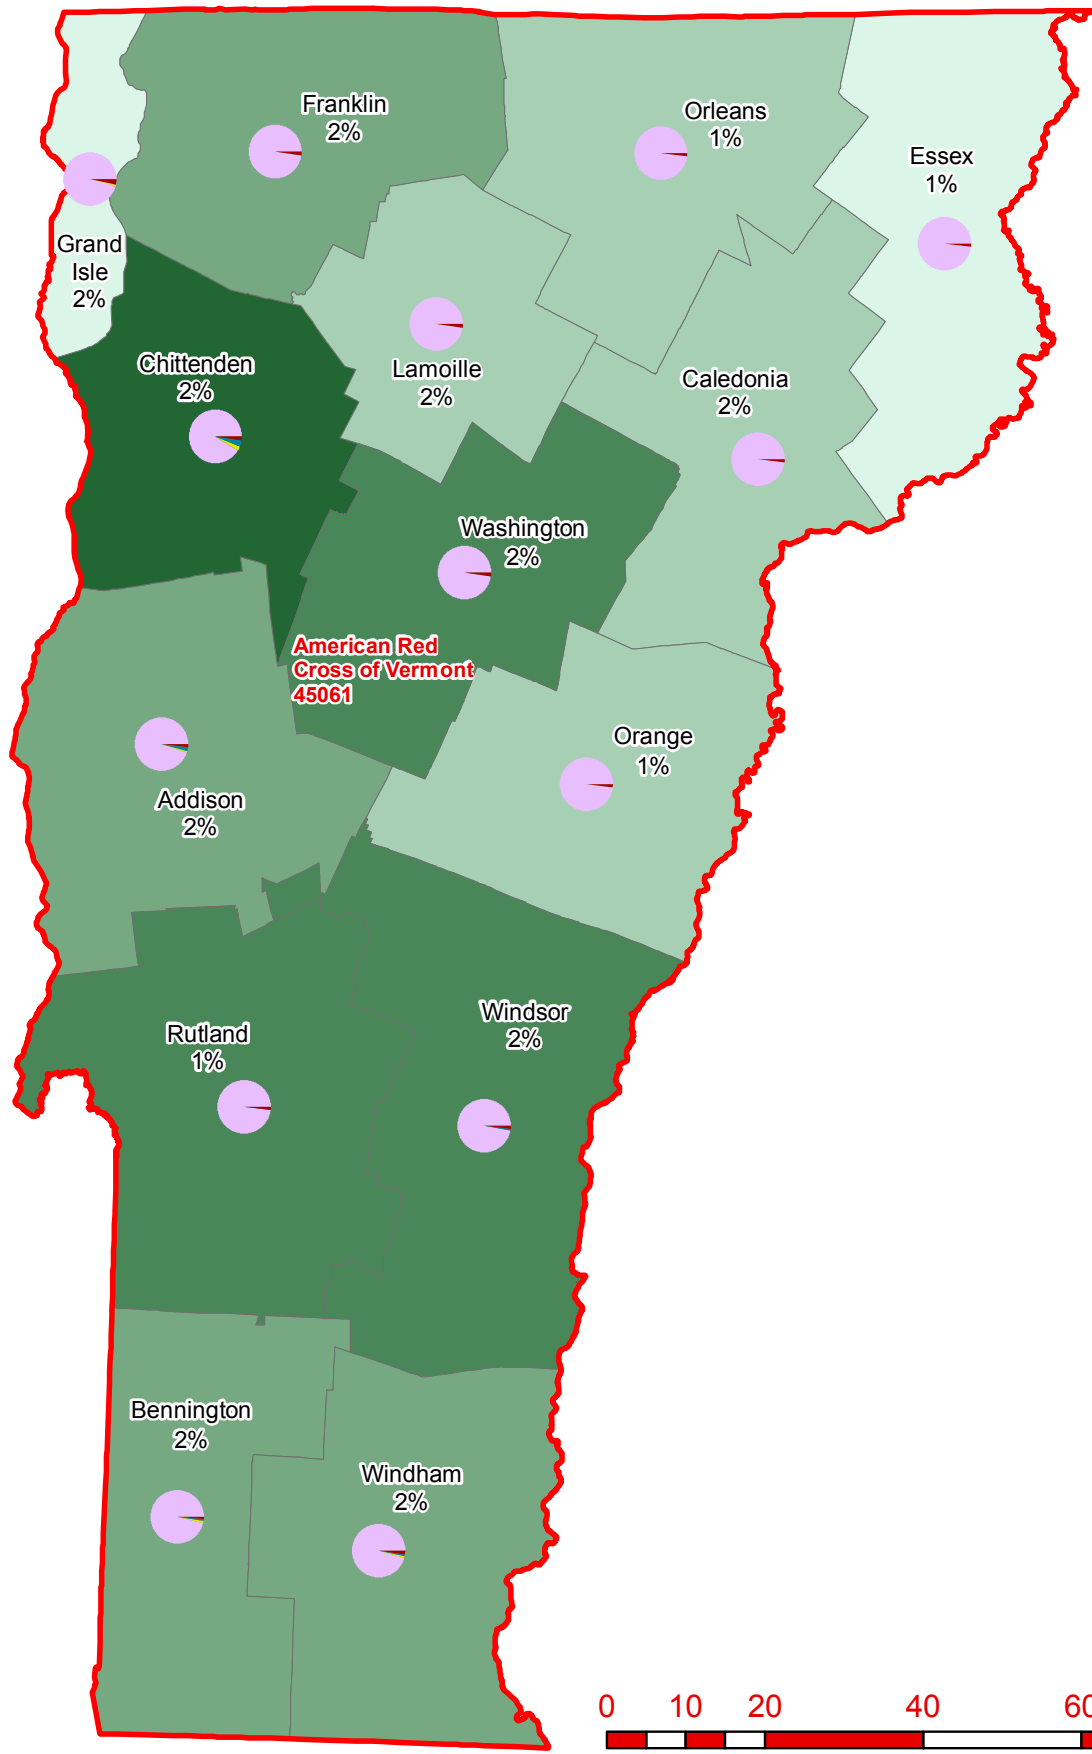 Franklin
2%
Orleans
1%
Essex
1%
Grand
Isle
2%
Chittenden
2%
Lamoille
2%
Caledonia
2%
Washington
2%
American Red
Cross of Vermont
45061
Orange
1%
Addison
2%
Rutland
1%
Windsor
2%
Bennington
2%
Windham
2%
0 10 20 40 60